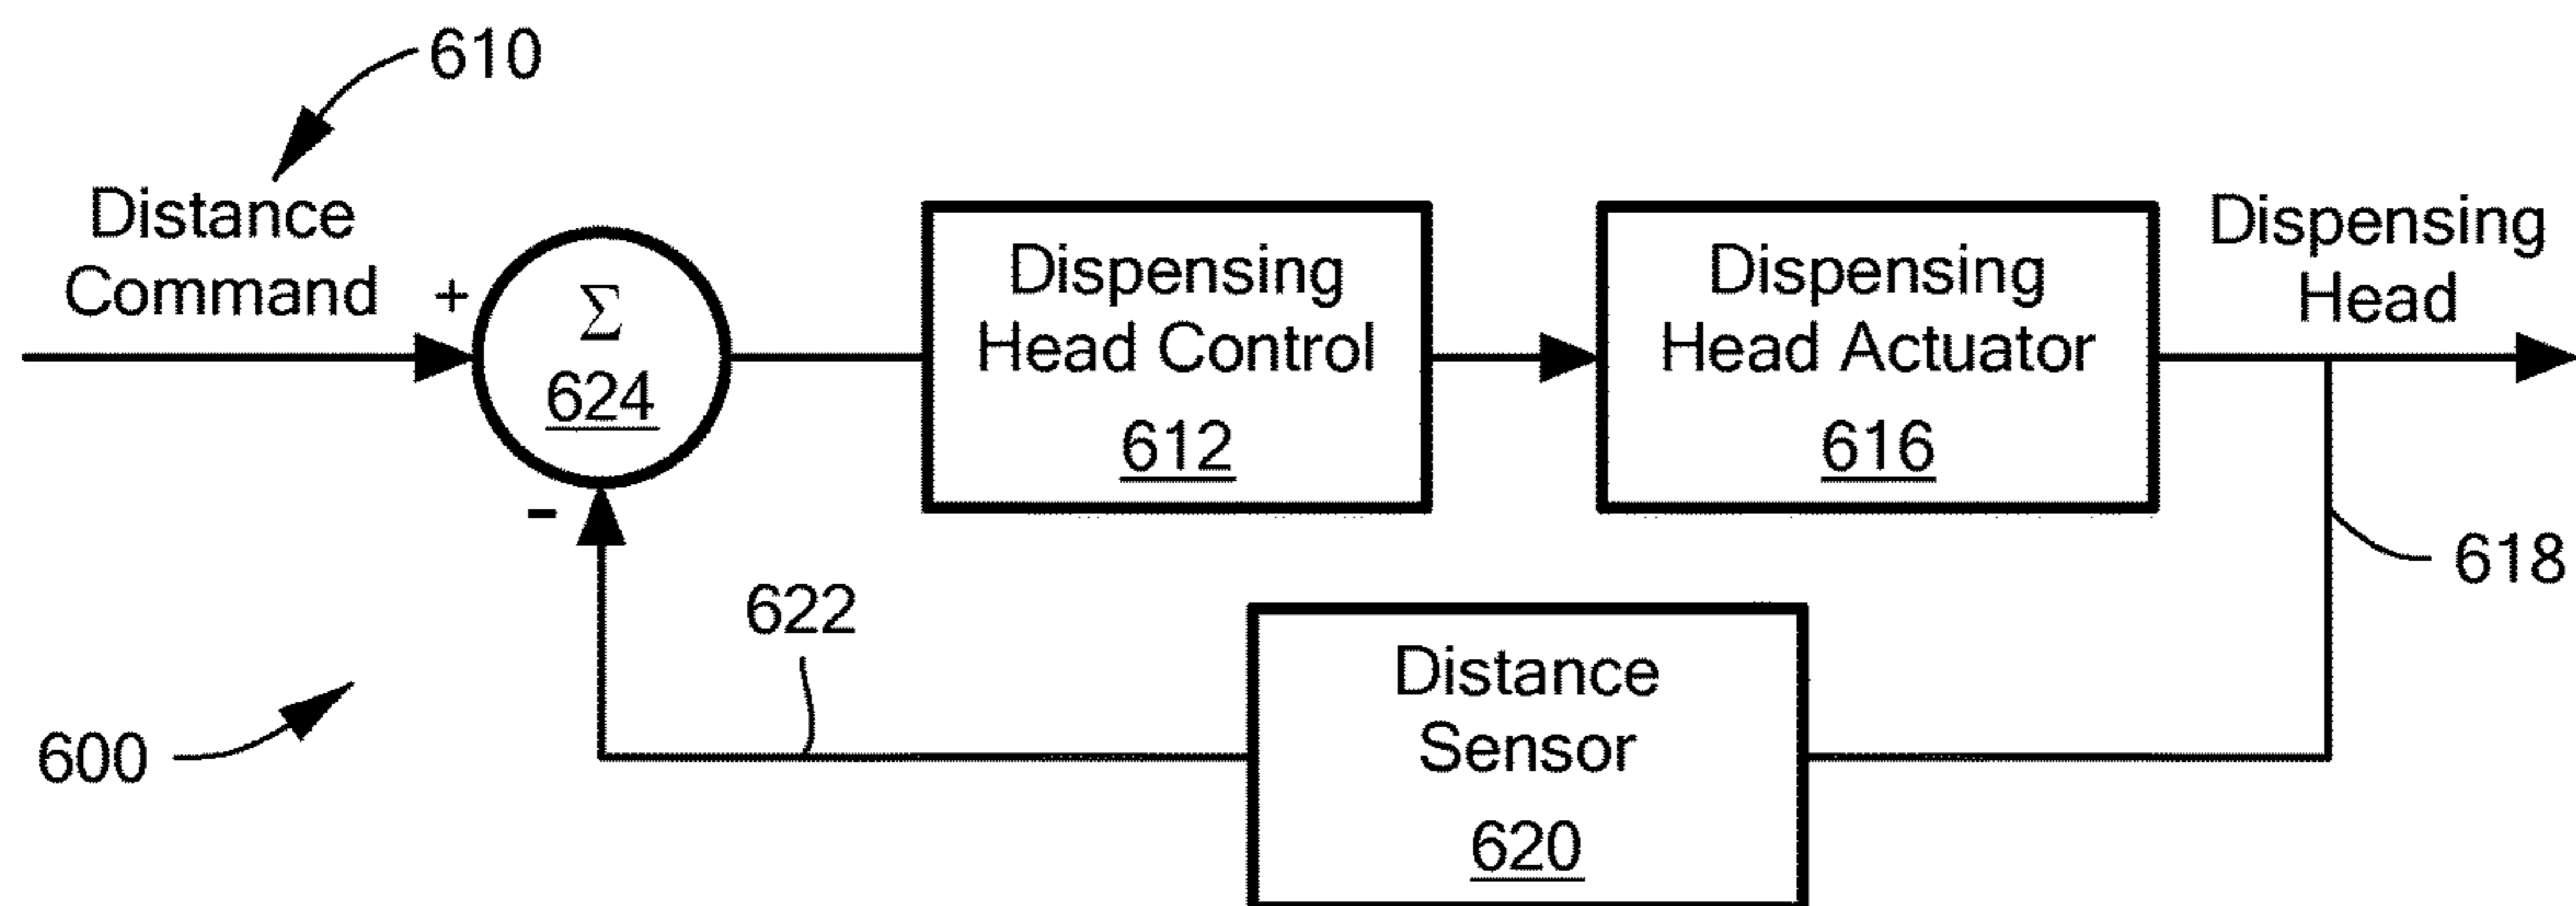 610
Distance
Command
+
Σ
624
-
Dispensing
Head Control
612
Dispensing
Head Actuator
616
Dispensing
Head
618
622
Distance
Sensor
620
600